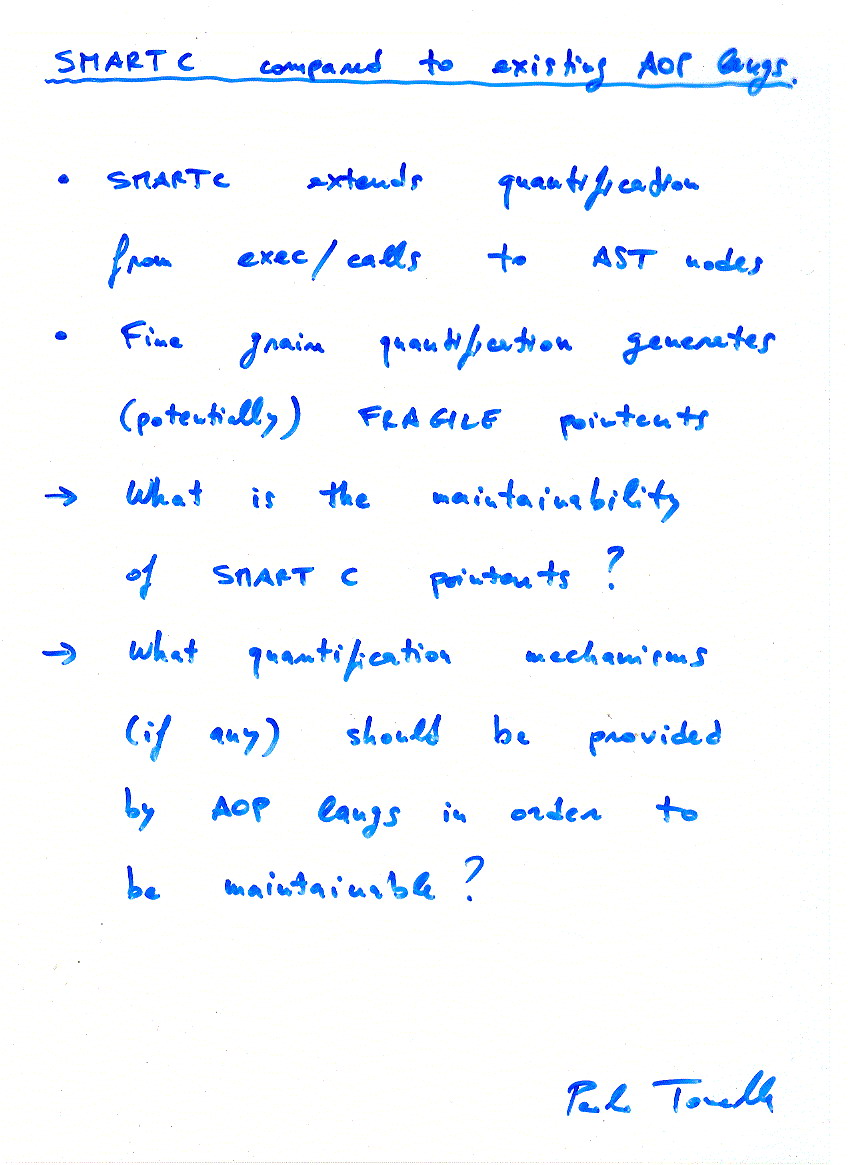 SMART C compared to existing AOP langs.
• SMARTC extends quantification
from exec/calls to AST nodes
• Fine grain quantification generates
(potentially) FRAGILE pointcuts
→ What is the maintainability
of SMART C pointcuts ?
→ What quantification mechanisms
(if any) should be provided
by AOP langs in order to
be maintainable ?
Paolo Tonella